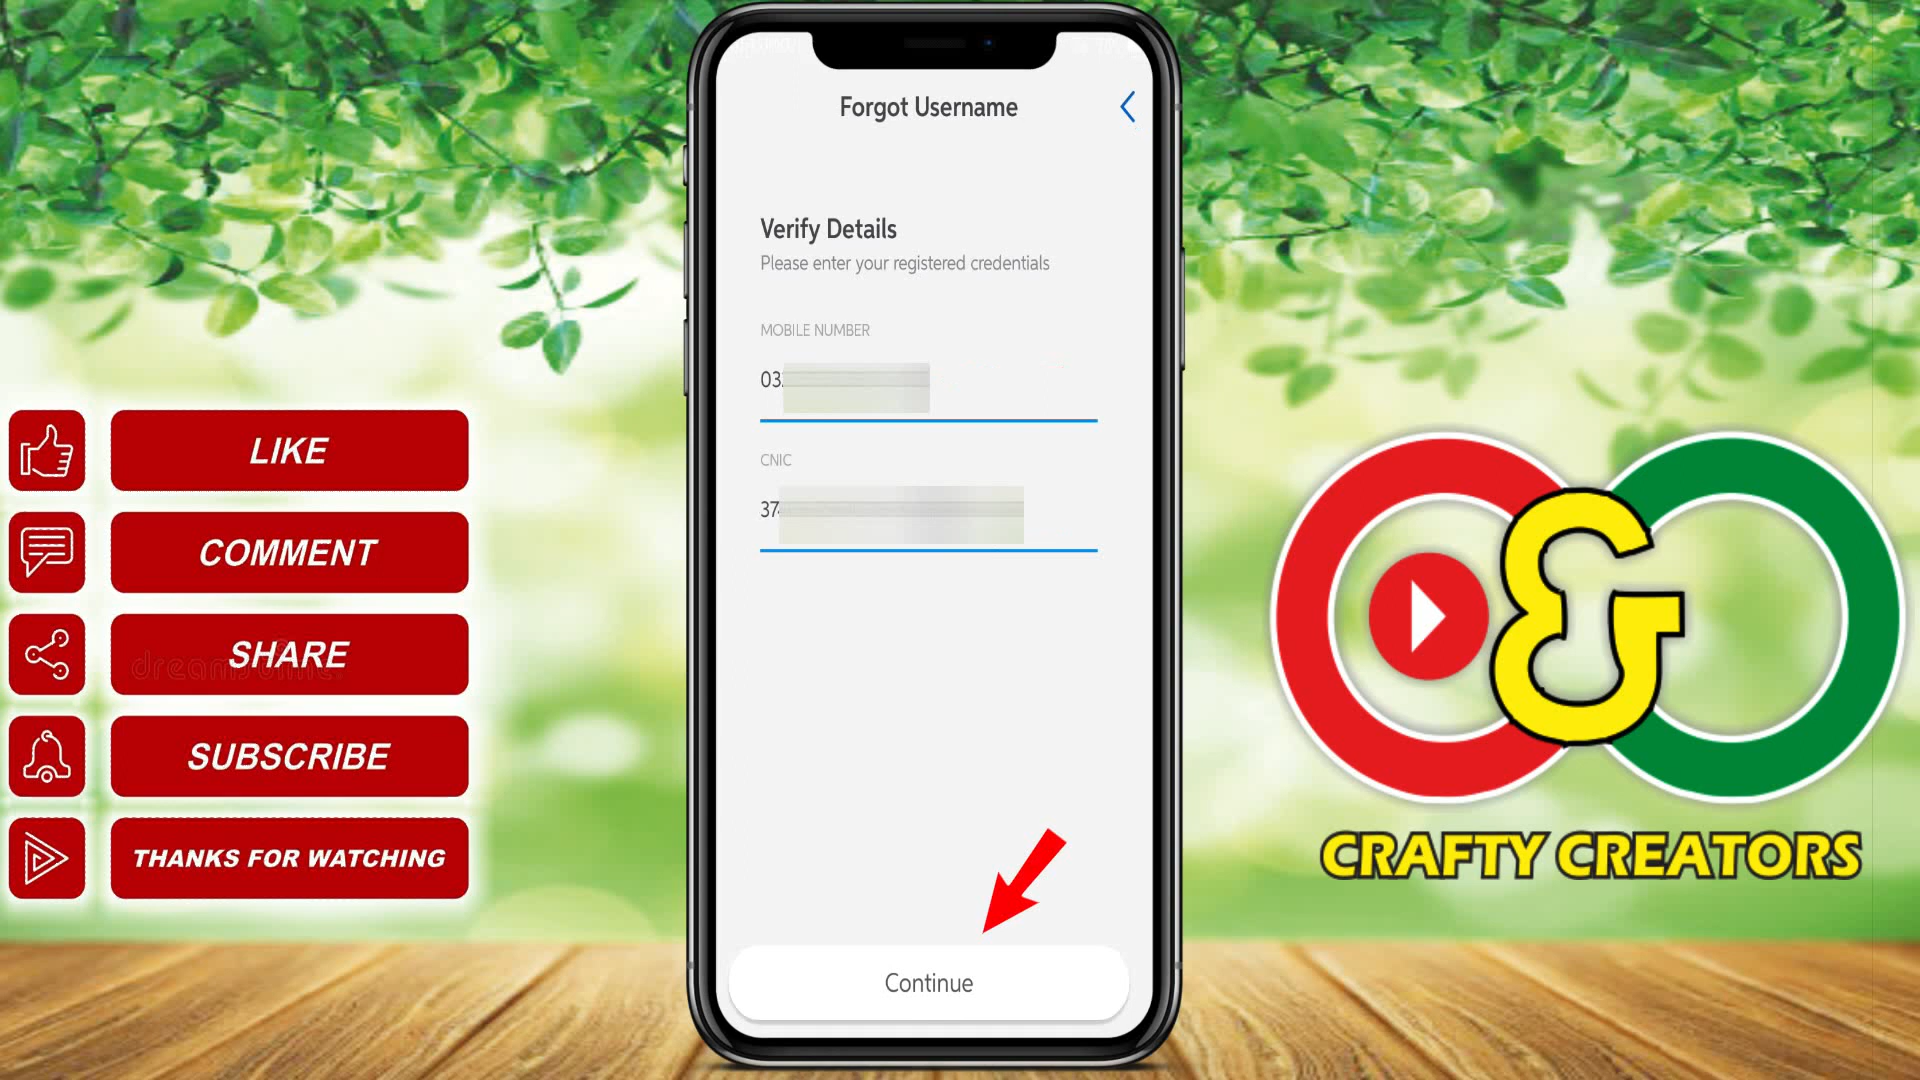 Forgot Username
Verify Details
Please enter your registered credentials
MOBILE NUMBER
03
CNIC
37
Continue
LIKE
COMMENT
SHARE
SUBSCRIBE
THANKS FOR WATCHING
&
CRAFTY CREATORS